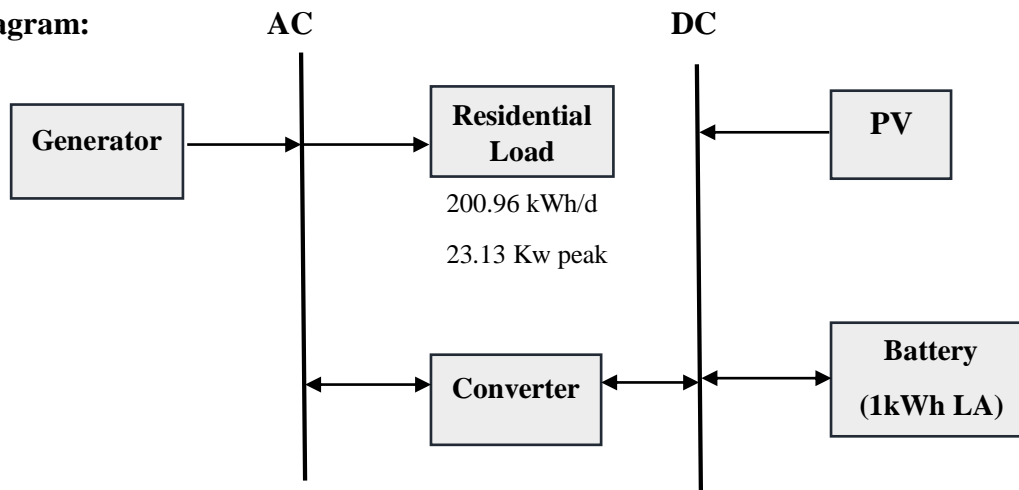 agram:
AC
DC
Generator
Residential
Load
200.96 kWh/d
23.13 Kw peak
PV
Converter
Battery
(1kWh LA)